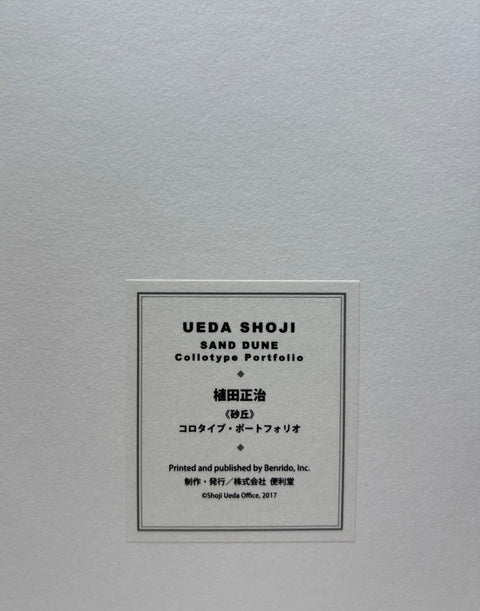 UEDA SHOJI
SAND DUNE
Collotype Portfolio
植田正治
《砂丘》
コロタイプ・ポートフォリオ
Printed and published by Benrido, Inc.
制作・発行／株式会社 便利堂
©Shoji Ueda Office, 2017